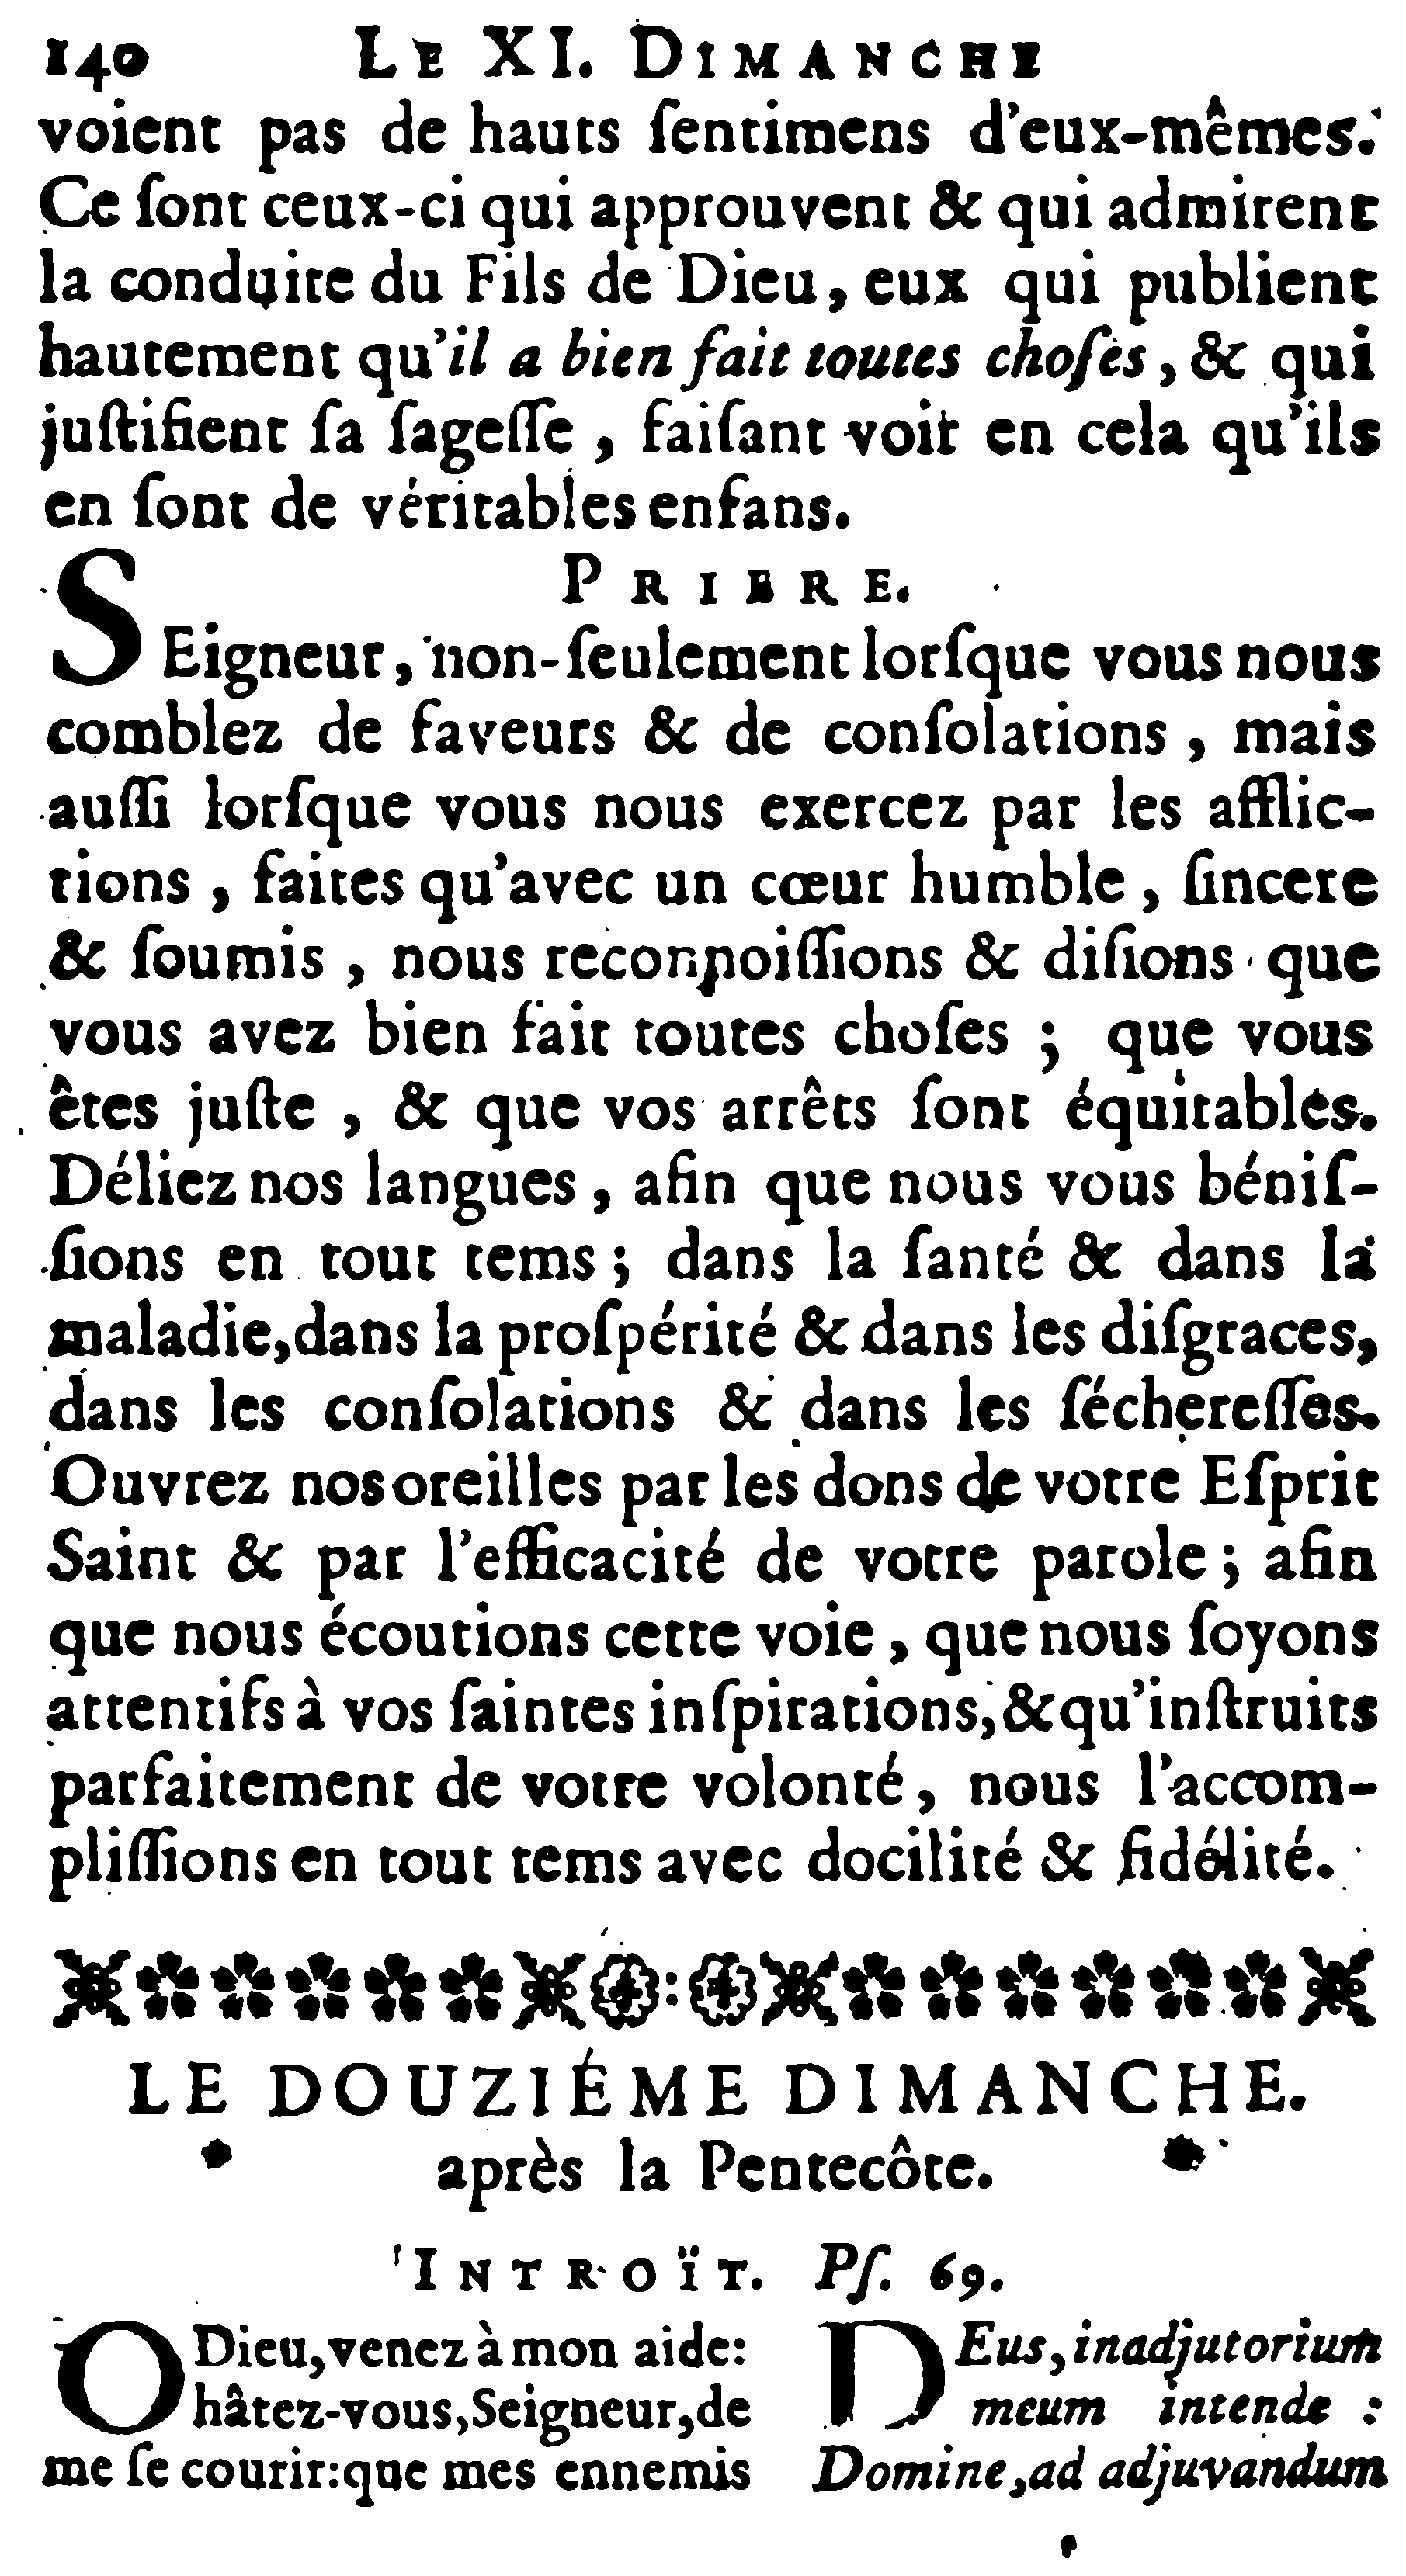 140 LE XI. DIMANCHE
voient pas de hauts ſentimens d'eux-mêmes.
Ce ſont ceux-ci qui approuvent & qui admirent
la conduite du Fils de Dieu, eux qui publient
hautement qu'il a bien fait toutes choſes, & qui
juſtifient ſa ſageſſe, faiſant voir en cela qu'ils
en ſont de véritables enfans.
PRIERE.
SEigneur, non-ſeulement lorſque vous nous
comblez de faveurs & de conſolations, mais
auſſi lorſque vous nous exercez par les afflic-
tions, faites qu'avec un cœur humble, ſincere
& ſoumis, nous reconnoiſſions & diſions que
vous avez bien fait toutes choſes; que vous
êtes juſte, & que vos arrêts ſont équitables.
Déliez nos langues, afin que nous vous béniſ-
ſions en tout tems; dans la ſanté & dans la
maladie, dans la proſpérité & dans les diſgraces,
dans les conſolations & dans les ſéchereſſes.
Ouvrez nos oreilles par les dons de votre Eſprit
Saint & par l'efficacité de votre parole; afin
que nous écoutions cette voie, que nous ſoyons
attentifs à vos ſaintes inſpirations, & qu'inſtruits
parfaitement de votre volonté, nous l'accom-
pliſſions en tout tems avec docilité & fidélité.
LE DOUZIÉME DIMANCHE.
après la Pentecôte.
INTROÏT. Pſ. 69.
O Dieu, venez à mon aide:
hâtez-vous, Seigneur, de
me ſecourir: que mes ennemis
DEus, in adjutorium
meum intende :
Domine, ad adjuvandum